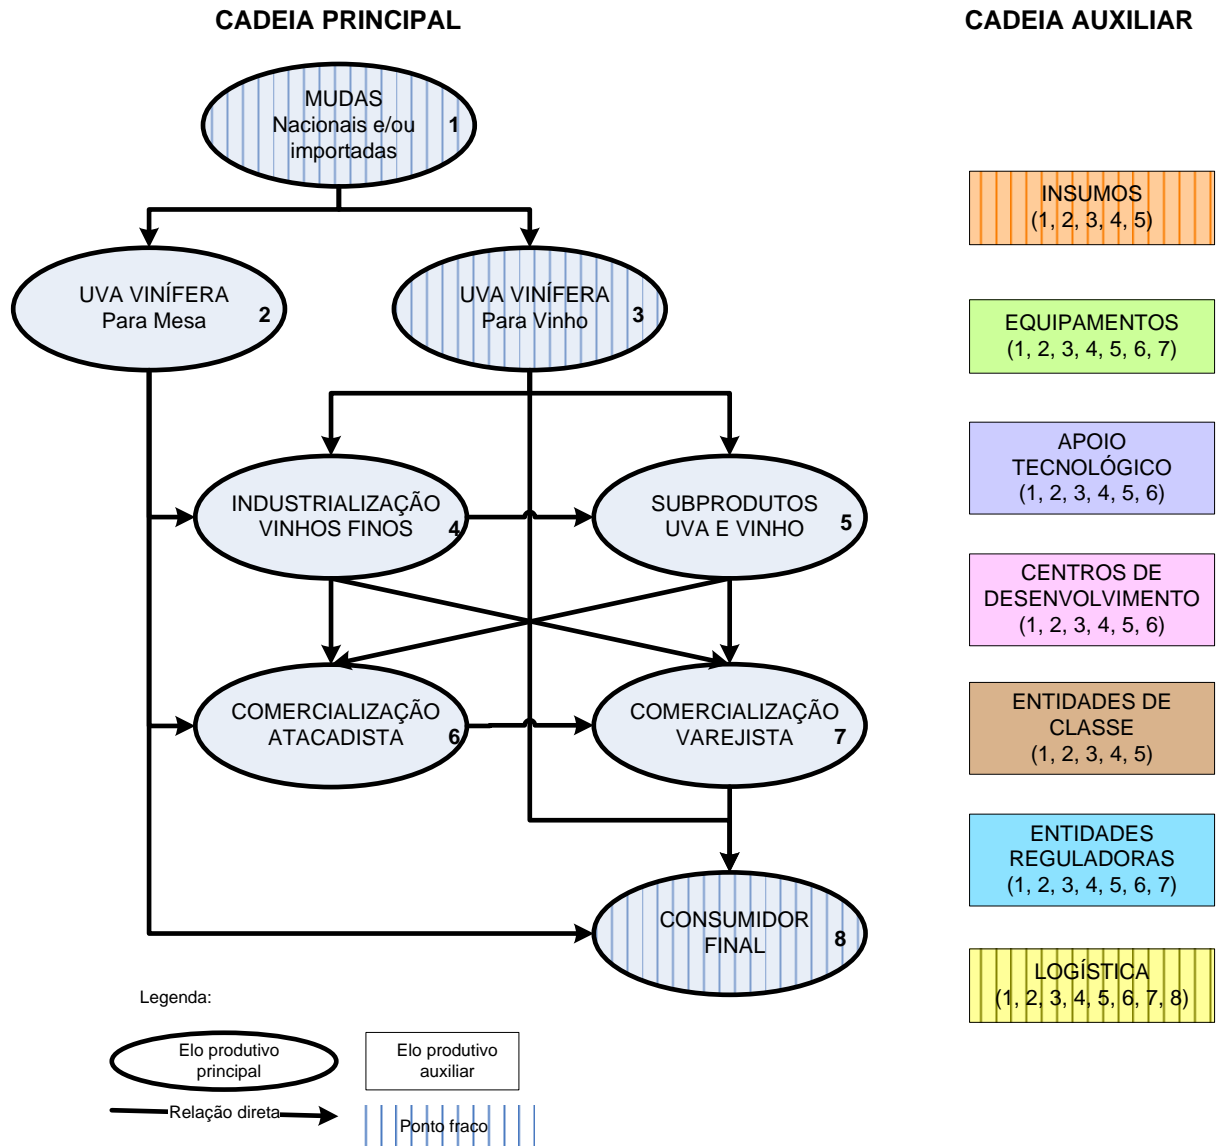 CADEIA PRINCIPAL
CADEIA AUXILIAR
MUDAS
Nacionais e/ou
importadas
1
UVA VINÍFERA
Para Mesa
2
UVA VINÍFERA
Para Vinho
3
INDUSTRIALIZAÇÃO
VINHOS FINOS
4
SUBPRODUTOS
UVA E VINHO
5
COMERCIALIZAÇÃO
ATACADISTA
6
COMERCIALIZAÇÃO
VAREJISTA
7
CONSUMIDOR
FINAL
8
INSUMOS
(1, 2, 3, 4, 5)
EQUIPAMENTOS
(1, 2, 3, 4, 5, 6, 7)
APOIO
TECNOLÓGICO
(1, 2, 3, 4, 5, 6)
CENTROS DE
DESENVOLVIMENTO
(1, 2, 3, 4, 5, 6)
ENTIDADES DE
CLASSE
(1, 2, 3, 4, 5)
ENTIDADES
REGULADORAS
(1, 2, 3, 4, 5, 6, 7)
LOGÍSTICA
(1, 2, 3, 4, 5, 6, 7, 8)
Legenda:
Elo produtivo
principal
Elo produtivo
auxiliar
Relação direta
Ponto fraco